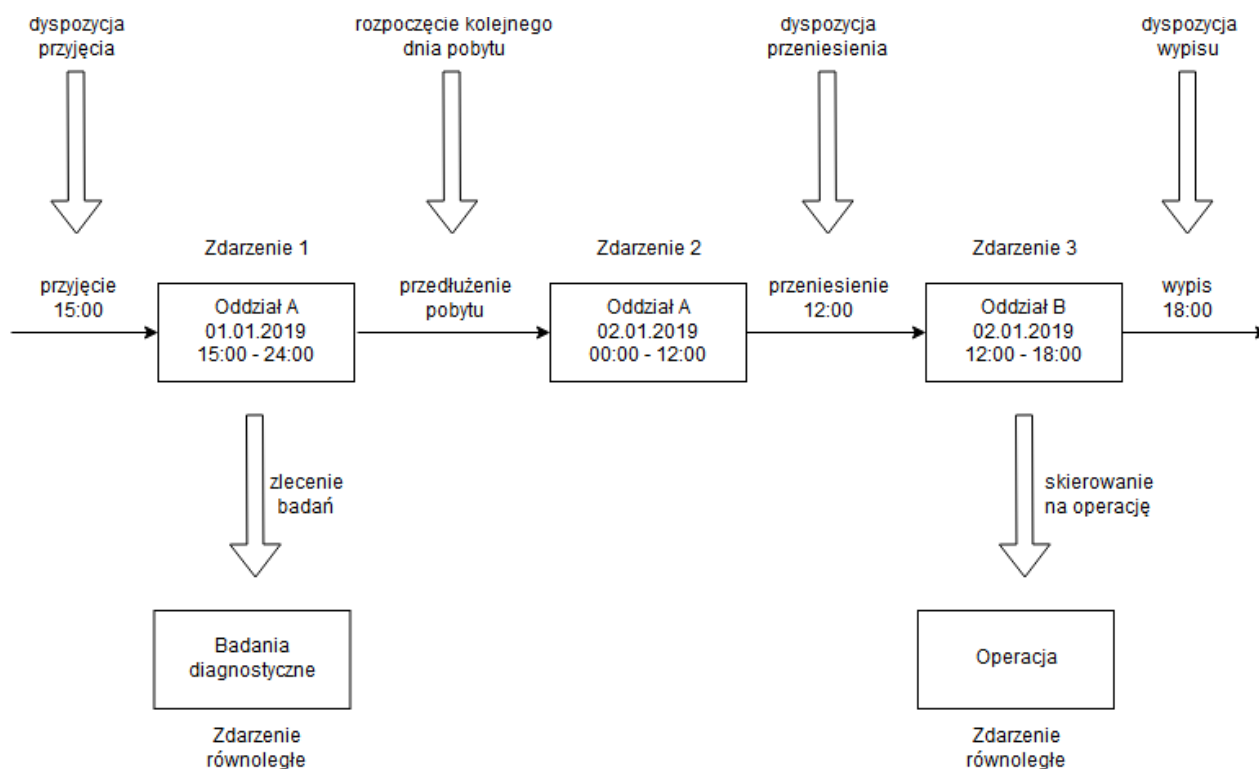 dyspozycja
przyjęcia
rozpoczęcie kolejnego
dnia pobytu
dyspozycja
przeniesienia
dyspozycja
wypisu
Zdarzenie 1
Zdarzenie 2
Zdarzenie 3
przyjęcie
15:00
Oddział A
01.01.2019
15:00 - 24:00
przedłużenie
pobytu
Oddział A
02.01.2019
00:00 - 12:00
przeniesienie
12:00
Oddział B
02.01.2019
12:00 - 18:00
wypis
18:00
zlecenie
badań
skierowanie
na operację
Badania
diagnostyczne
Operacja
Zdarzenie
równoległe
Zdarzenie
równoległe